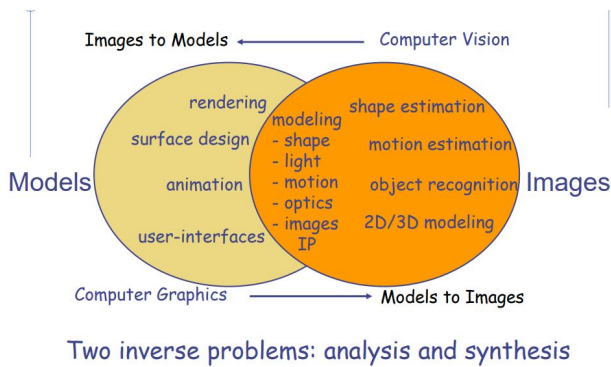 Images to Models
Computer Vision
Models
rendering
surface design
animation
user-interfaces
modeling
- shape
- light
- motion
- optics
- images
IP
shape estimation
motion estimation
object recognition
2D/3D modeling
Images
Computer Graphics
Models to Images
Two inverse problems: analysis and synthesis